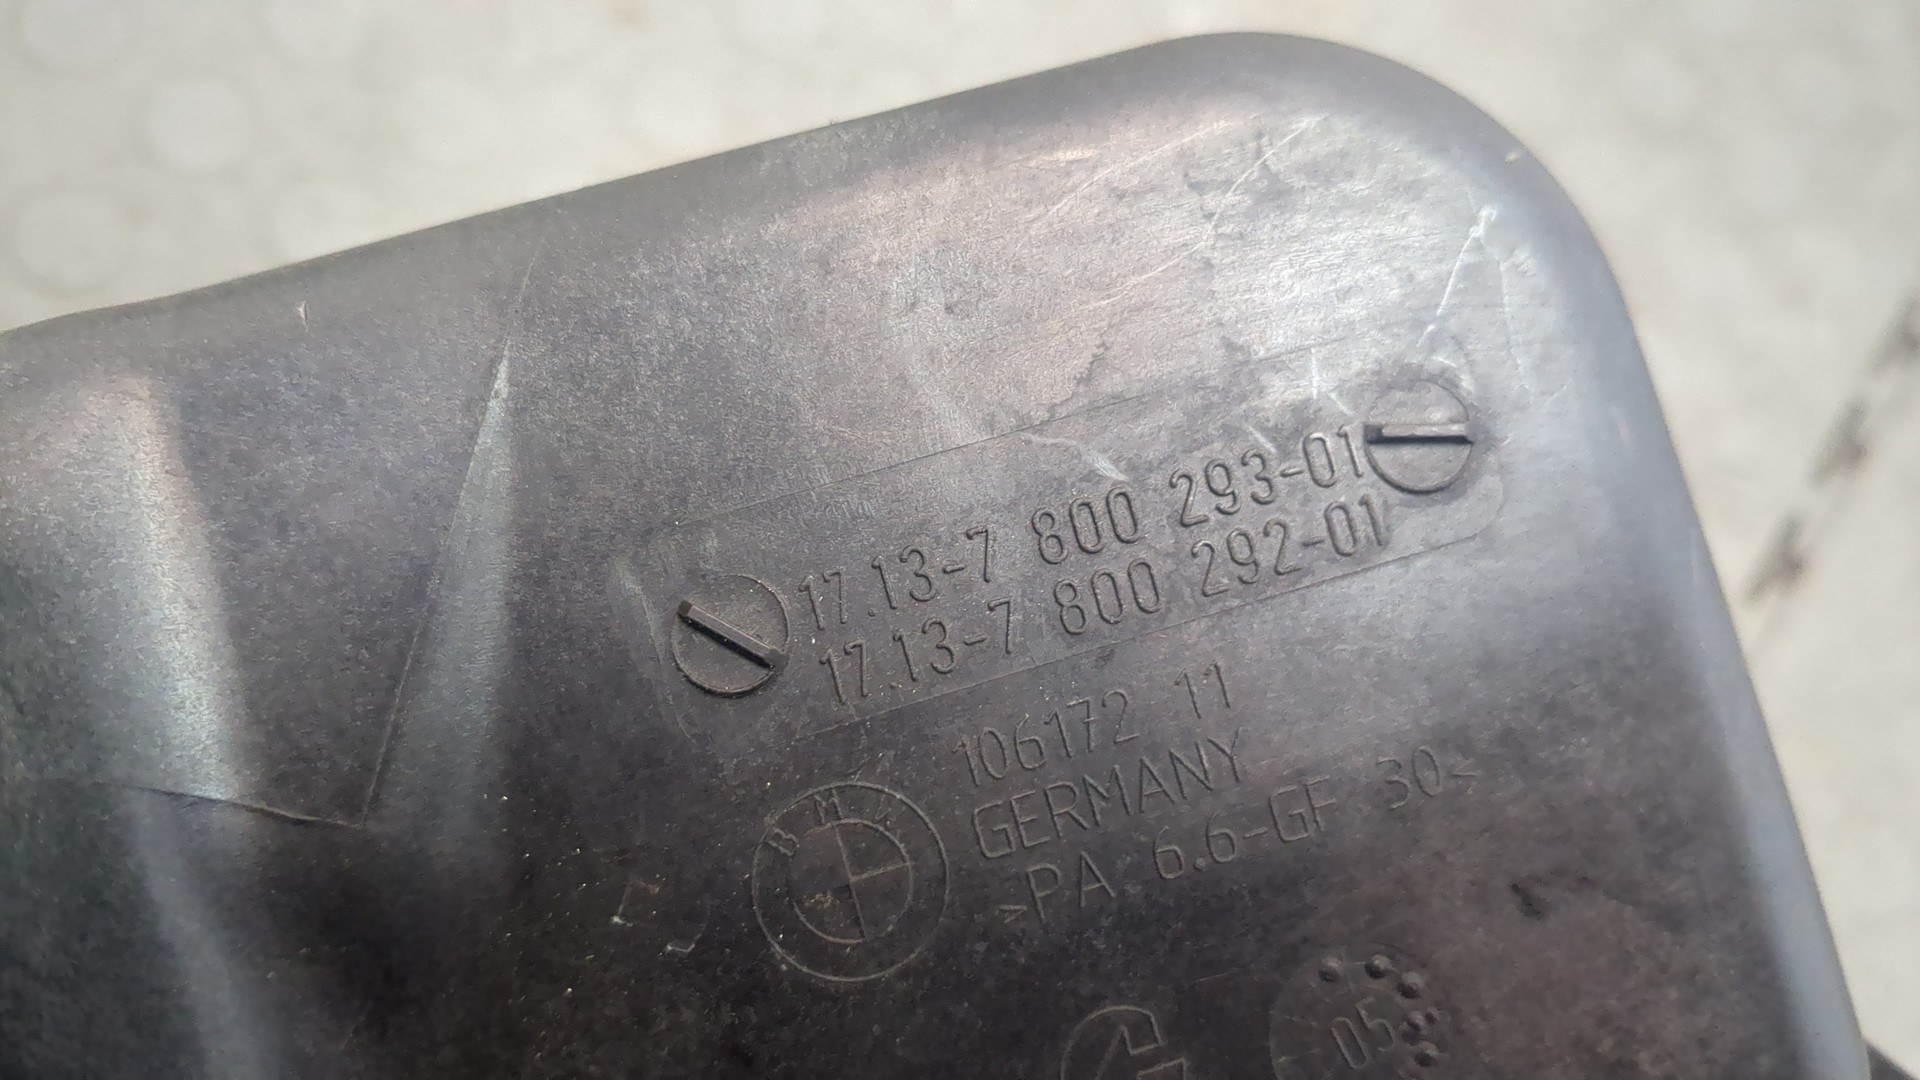 17.13-7 800 293-01
17.13-7 800 292-01
106172 11
GERMANY
>PA 6.6-GF 30<
BMW
05